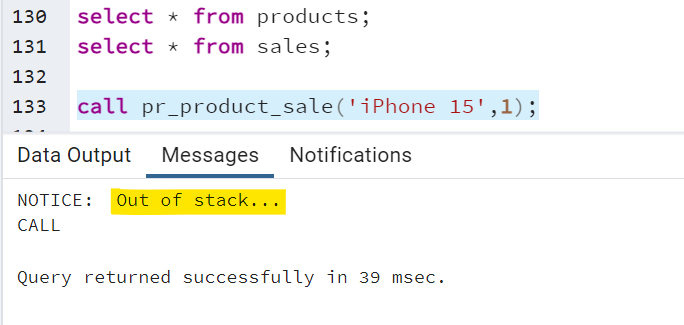 130 select * from products;
131 select * from sales;
132
133 call pr_product_sale('iPhone 15',1);
Data Output Messages Notifications
NOTICE: Out of stack...
CALL
Query returned successfully in 39 msec.